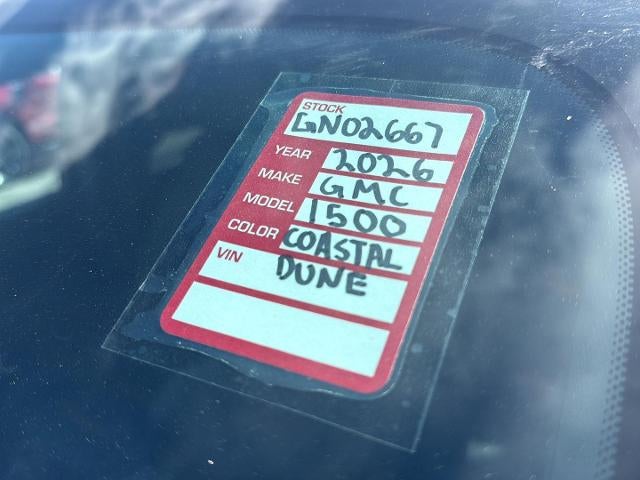 STOCK
GN02667
YEAR 2026
MAKE GMC
MODEL 1500
COLOR COASTAL
VIN DUNE